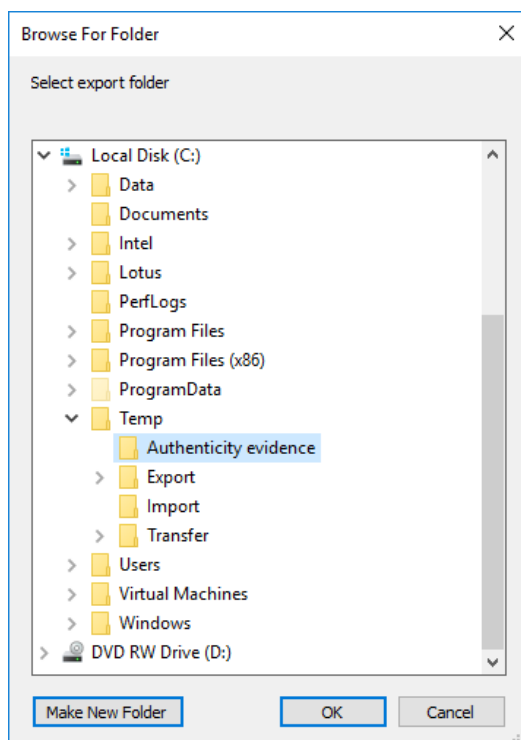 Browse For Folder
Select export folder
Local Disk (C:)
Data
Documents
Intel
Lotus
PerfLogs
Program Files
Program Files (x86)
ProgramData
Temp
Authenticity evidence
Export
Import
Transfer
Users
Virtual Machines
Windows
DVD RW Drive (D:)
Make New Folder OK Cancel